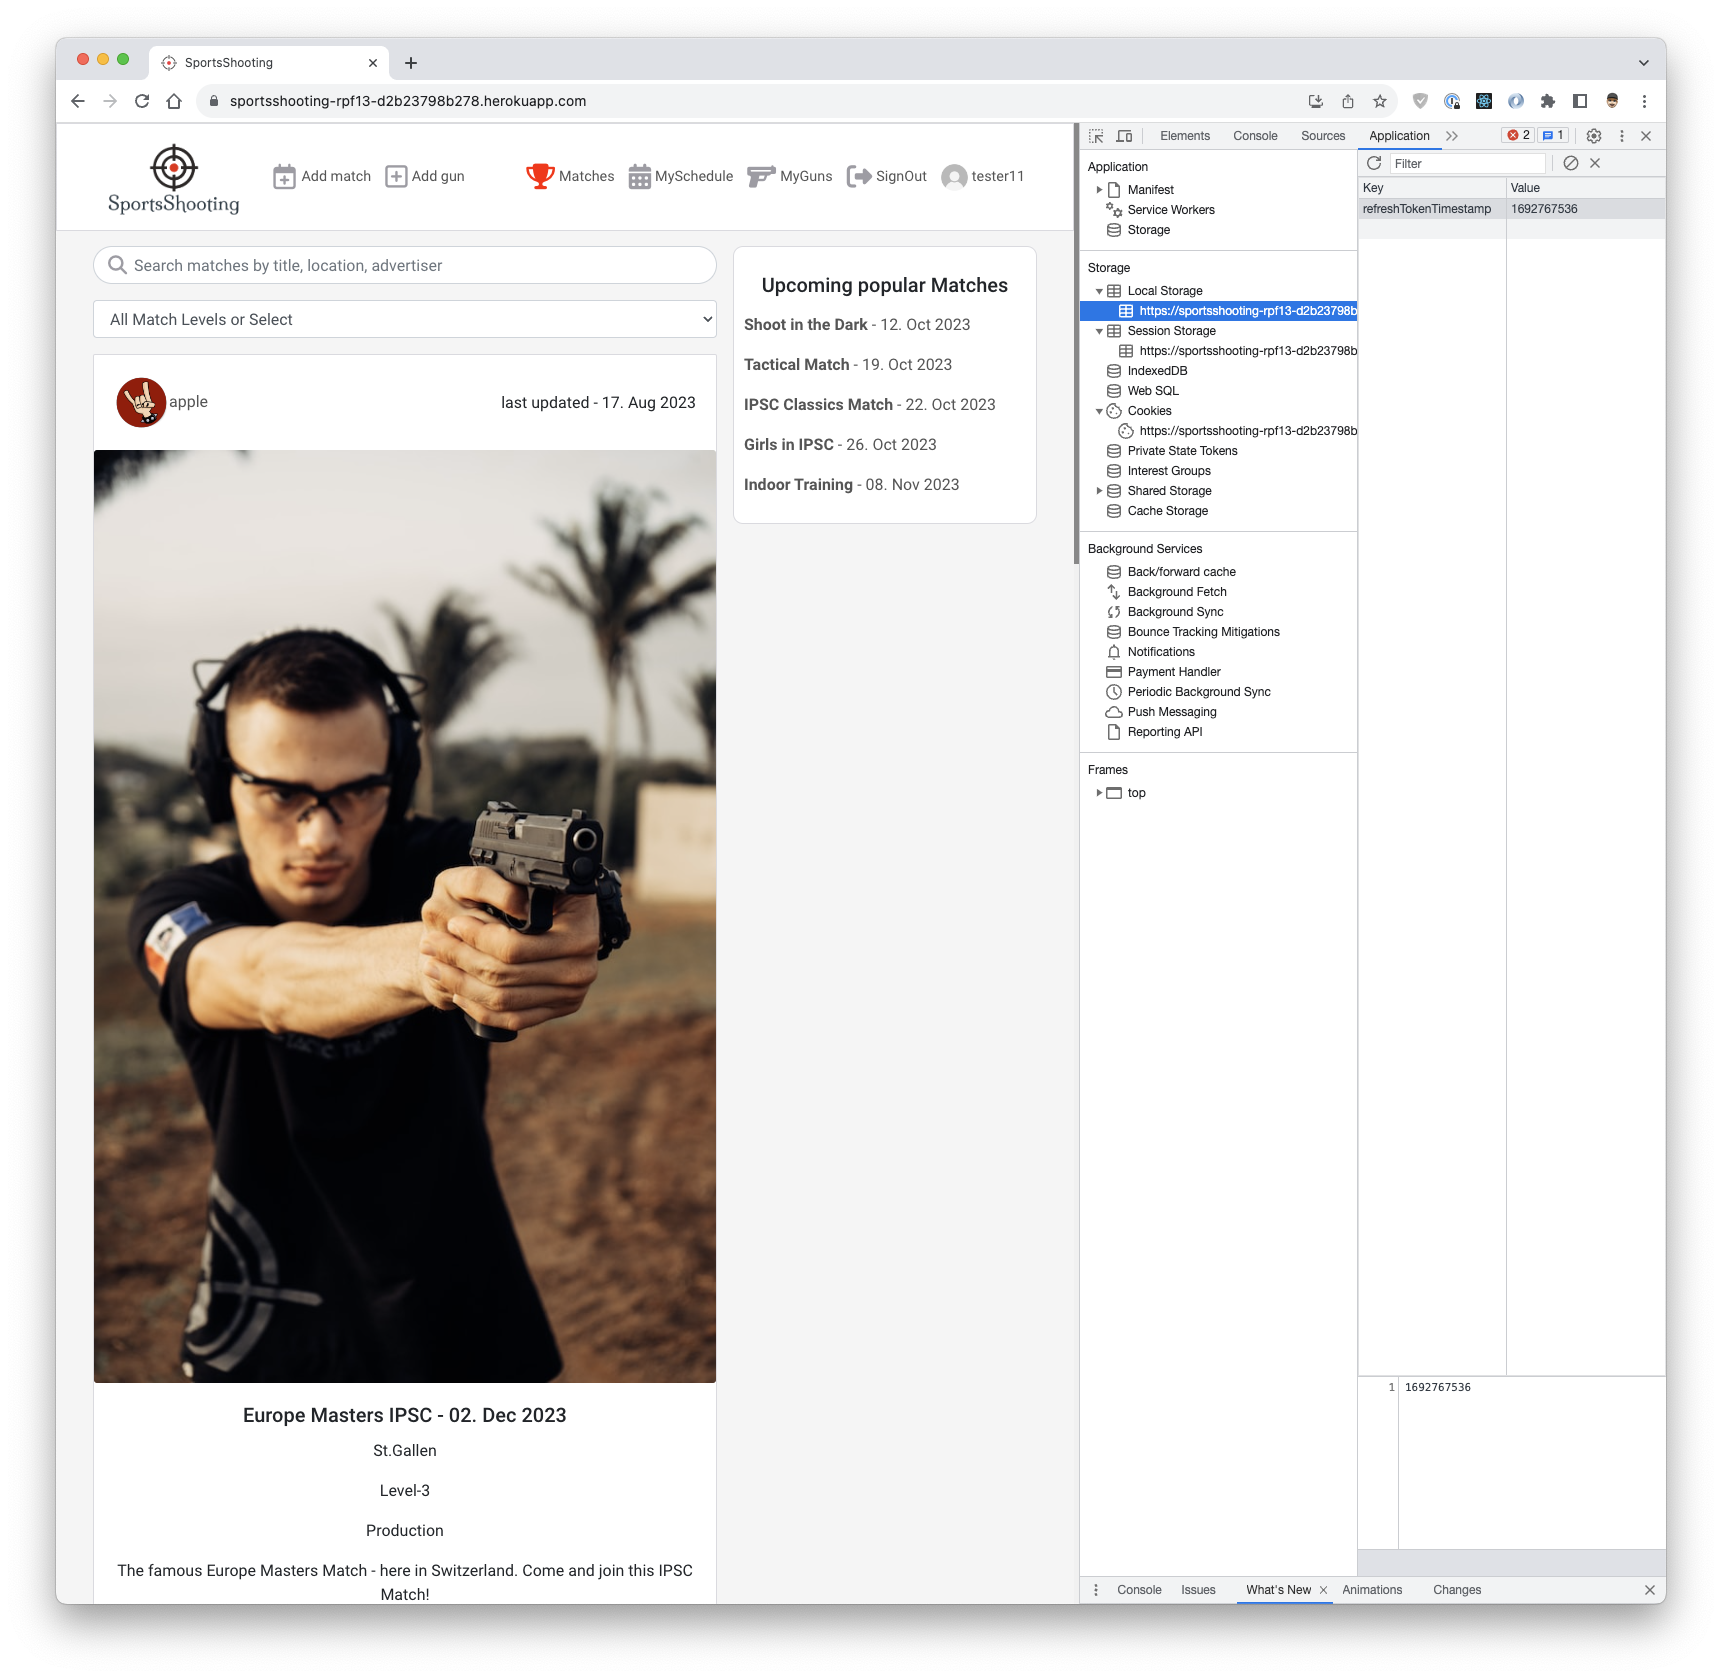 SportsShooting
sportsshooting-rpf13-d2b23798b278.herokuapp.com
SportsShooting
Add match
Add gun
Matches
MySchedule
MyGuns
SignOut
tester11
Search matches by title, location, advertiser
All Match Levels or Select
apple
last updated - 17. Aug 2023
Europe Masters IPSC - 02. Dec 2023
St.Gallen
Level-3
Production
The famous Europe Masters Match - here in Switzerland. Come and join this IPSC
Match!
Upcoming popular Matches
Shoot in the Dark - 12. Oct 2023
Tactical Match - 19. Oct 2023
IPSC Classics Match - 22. Oct 2023
Girls in IPSC - 26. Oct 2023
Indoor Training - 08. Nov 2023
Elements
Console
Sources
Application
2
1
Application
Manifest
Service Workers
Storage
Storage
Local Storage
https://sportsshooting-rpf13-d2b23798b
Session Storage
https://sportsshooting-rpf13-d2b23798b
IndexedDB
Web SQL
Cookies
https://sportsshooting-rpf13-d2b23798b
Private State Tokens
Interest Groups
Shared Storage
Cache Storage
Background Services
Back/forward cache
Background Fetch
Background Sync
Bounce Tracking Mitigations
Notifications
Payment Handler
Periodic Background Sync
Push Messaging
Reporting API
Frames
top
Filter
Key Value
refreshTokenTimestamp 1692767536
1 1692767536
Console
Issues
What's New
Animations
Changes